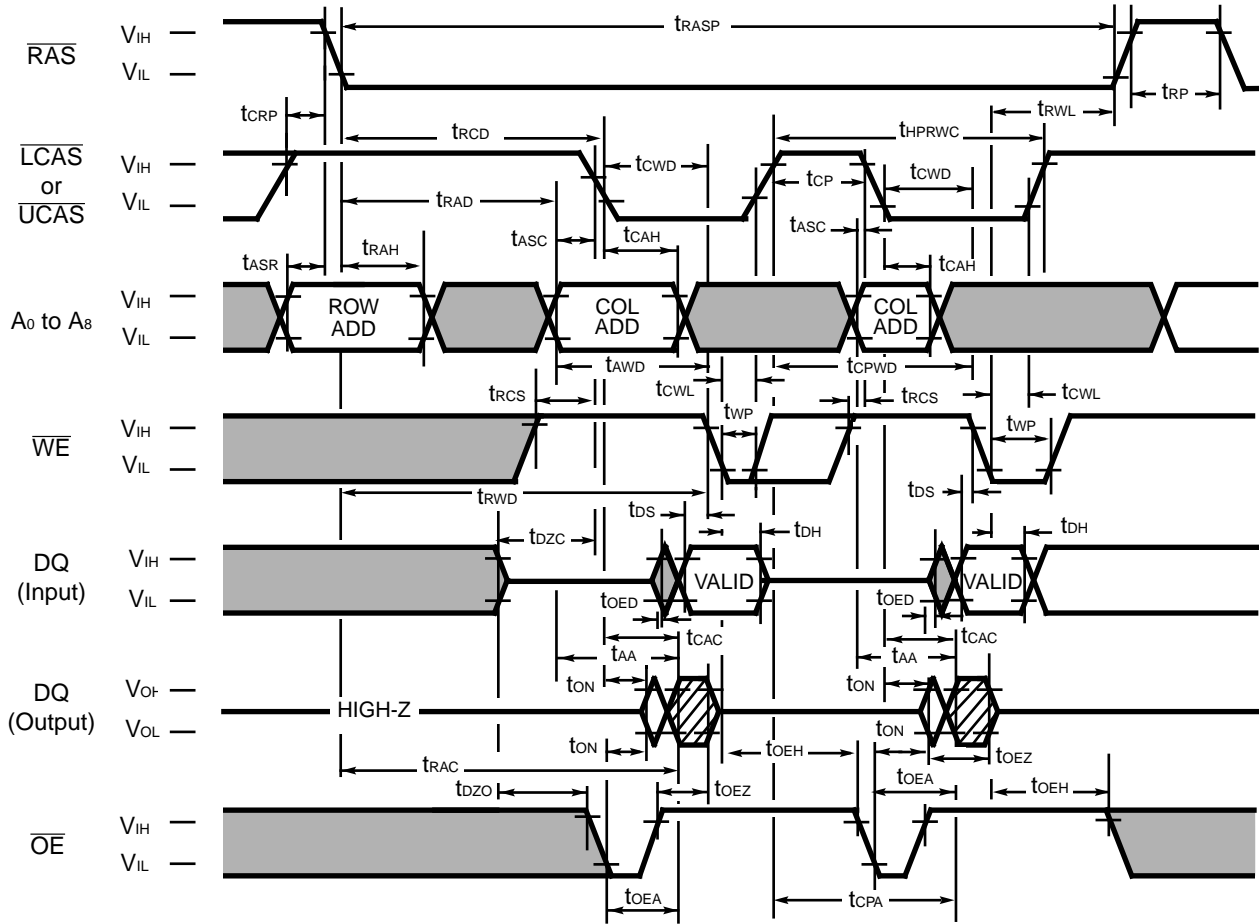 tRASP
VIH
RAS
VIL
tCRP
tRP
tRWL
tRCD
tHPRWC
LCAS
or
UCAS
VIH
VIL
tCWD
tCP
tCWD
tRAD
tASC
tCAH
tASC
tCAH
tASR
tRAH
A0 to A8
VIH
VIL
ROW
ADD
COL
ADD
COL
ADD
tAWD
tCWL
tCPWD
tRCS
tWP
tRCS
tWP
tCWL
WE
VIH
VIL
tRWD
tDS
tDS
tDZC
tDH
tDH
DQ
(Input)
VIH
VIL
VALID
VALID
tOED
tOED
tCAC
tCAC
tAA
tAA
tON
tON
DQ
(Output)
VOH
VOL
HIGH-Z
tON
tOEH
tON
tOEZ
tRAC
tDZO
tOEZ
tOEA
tOEH
OE
VIH
VIL
tOEA
tCPA